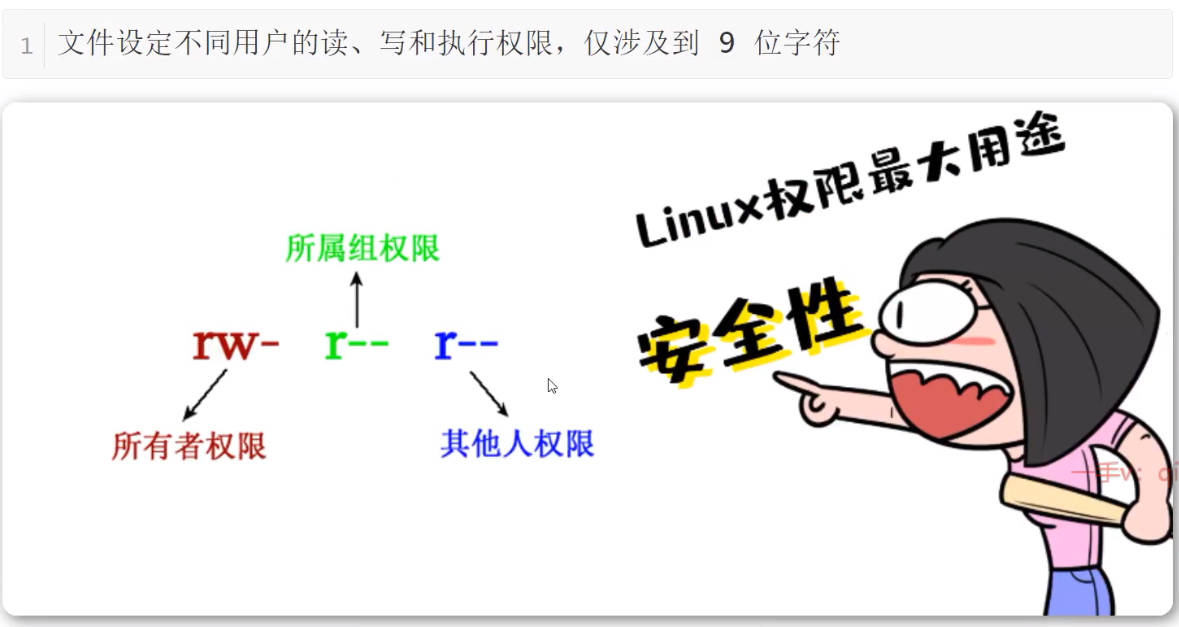 1 文件设定不同用户的读、写和执行权限，仅涉及到 9 位字符
Linux权限最大用途
所属组权限
安全性
rw- r-- r--
所有者权限 其他人权限
一手v：qi